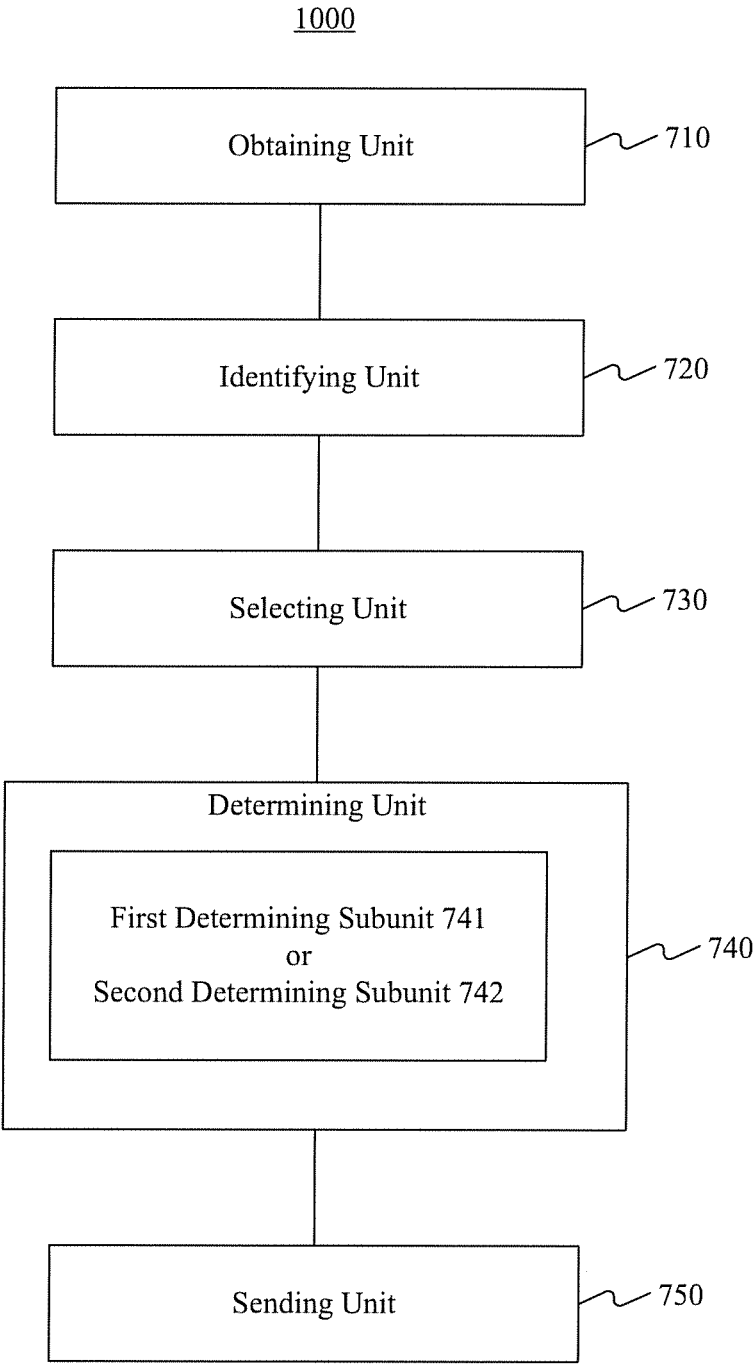 1000
Obtaining Unit
710
Identifying Unit
720
Selecting Unit
730
Determining Unit
First Determining Subunit 741
or
Second Determining Subunit 742
740
Sending Unit
750